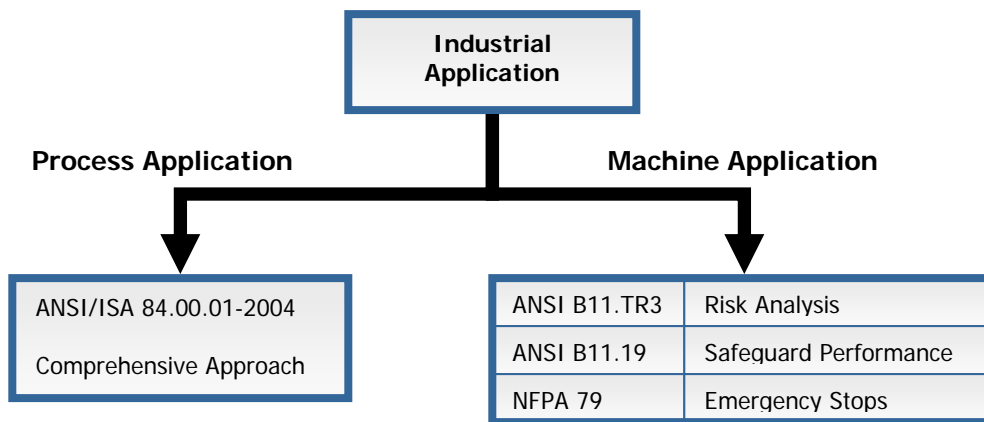 Industrial
Application
Process Application
Machine Application
ANSI/ISA 84.00.01-2004
Comprehensive Approach
ANSI B11.TR3 Risk Analysis
ANSI B11.19 Safeguard Performance
NFPA 79 Emergency Stops